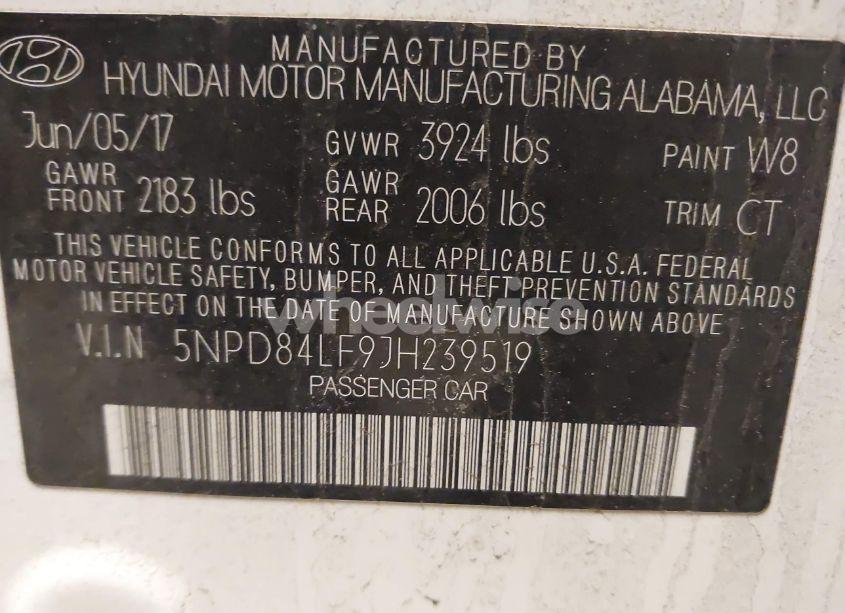 MANUFACTURED BY
HYUNDAI MOTOR MANUFACTURING ALABAMA, LLC
Jun/05/17 GVWR 3924 lbs PAINT W8
GAWR FRONT 2183 lbs GAWR REAR 2006 lbs TRIM CT
THIS VEHICLE CONFORMS TO ALL APPLICABLE U.S.A. FEDERAL
MOTOR VEHICLE SAFETY, BUMPER, AND THEFT PREVENTION STANDARDS
IN EFFECT ON THE DATE OF MANUFACTURE SHOWN ABOVE
wheelwise
V.I.N 5NPD84LF9JH239519
PASSENGER CAR